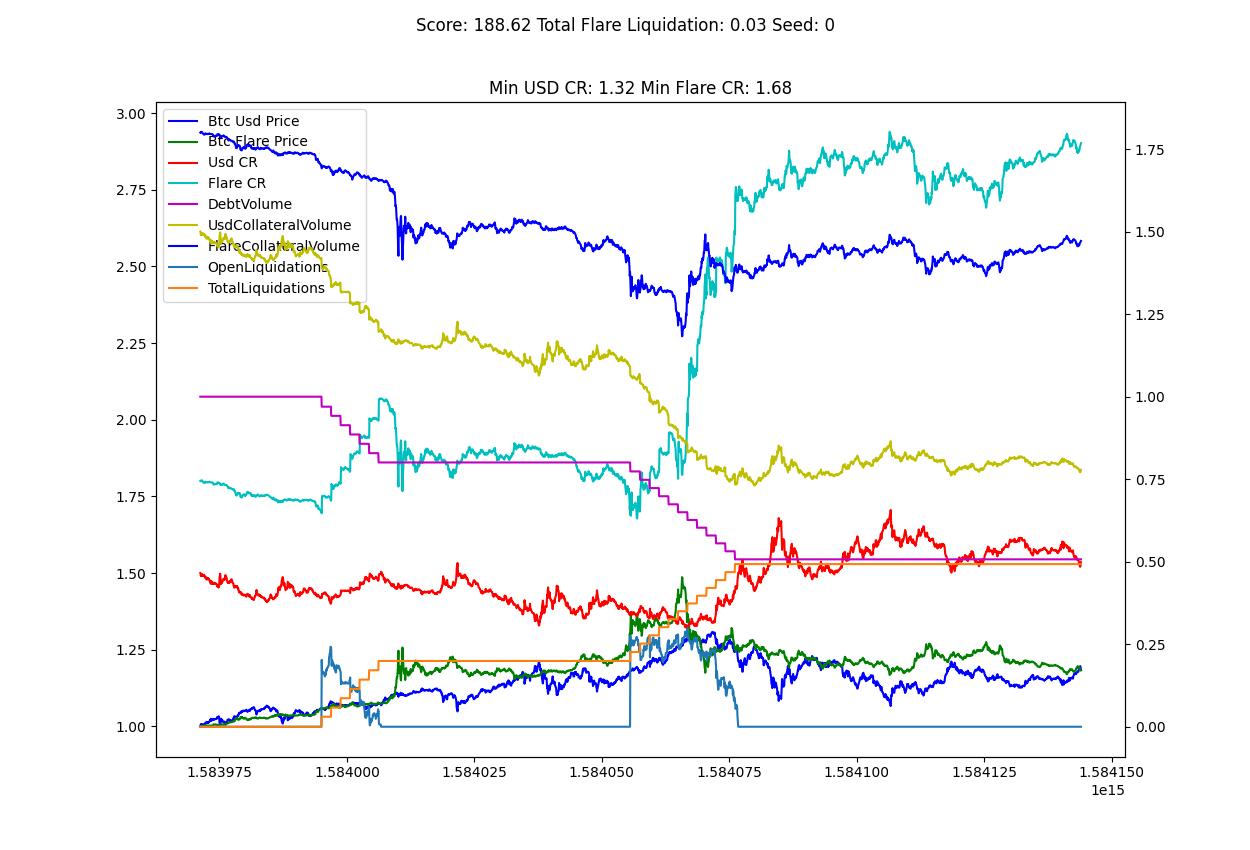 Score: 188.62 Total Flare Liquidation: 0.03 Seed: 0
Min USD CR: 1.32 Min Flare CR: 1.68
Btc Usd Price
Btc Flare Price
Usd CR
Flare CR
DebtVolume
UsdCollateralVolume
FlareCollateralVolume
OpenLiquidations
TotalLiquidations
3.00
2.75
2.50
2.25
2.00
1.75
1.50
1.25
1.00
1.75
1.50
1.25
1.00
0.75
0.50
0.25
0.00
1.583975 1.584000 1.584025 1.584050 1.584075 1.584100 1.584125 1.584150
1e15